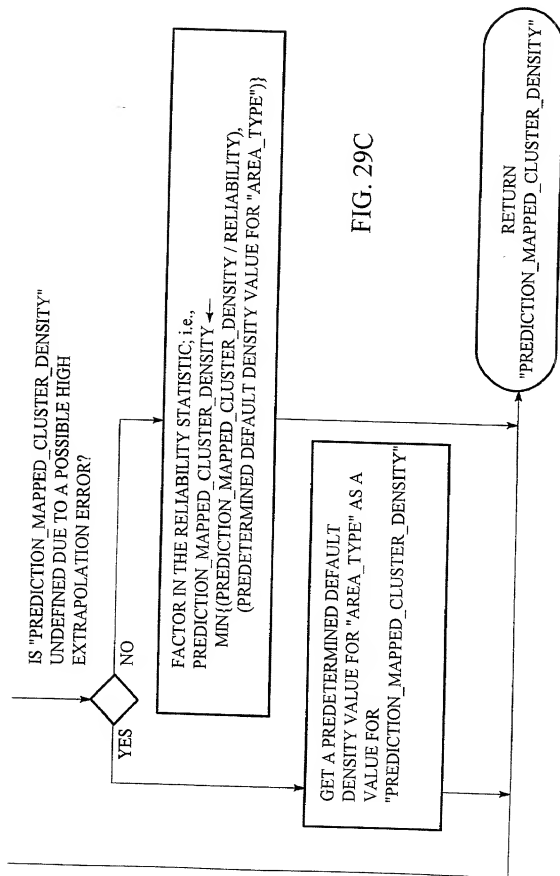 IS "PREDICTION_MAPPED_CLUSTER_DENSITY"
UNDEFINED DUE TO A POSSIBLE HIGH
EXTRAPOLATION ERROR?
YES
NO
FACTOR IN THE RELIABILITY STATISTIC; i.e.,
PREDICTION_MAPPED_CLUSTER_DENSITY ←
MIN{(PREDICTION_MAPPED_CLUSTER_DENSITY / RELIABILITY),
(PREDETERMINED DEFAULT DENSITY VALUE FOR "AREA_TYPE")}
GET A PREDETERMINED DEFAULT
DENSITY VALUE FOR "AREA_TYPE" AS A
VALUE FOR
"PREDICTION_MAPPED_CLUSTER_DENSITY"
FIG. 29C
RETURN
"PREDICTION_MAPPED_CLUSTER_DENSITY"